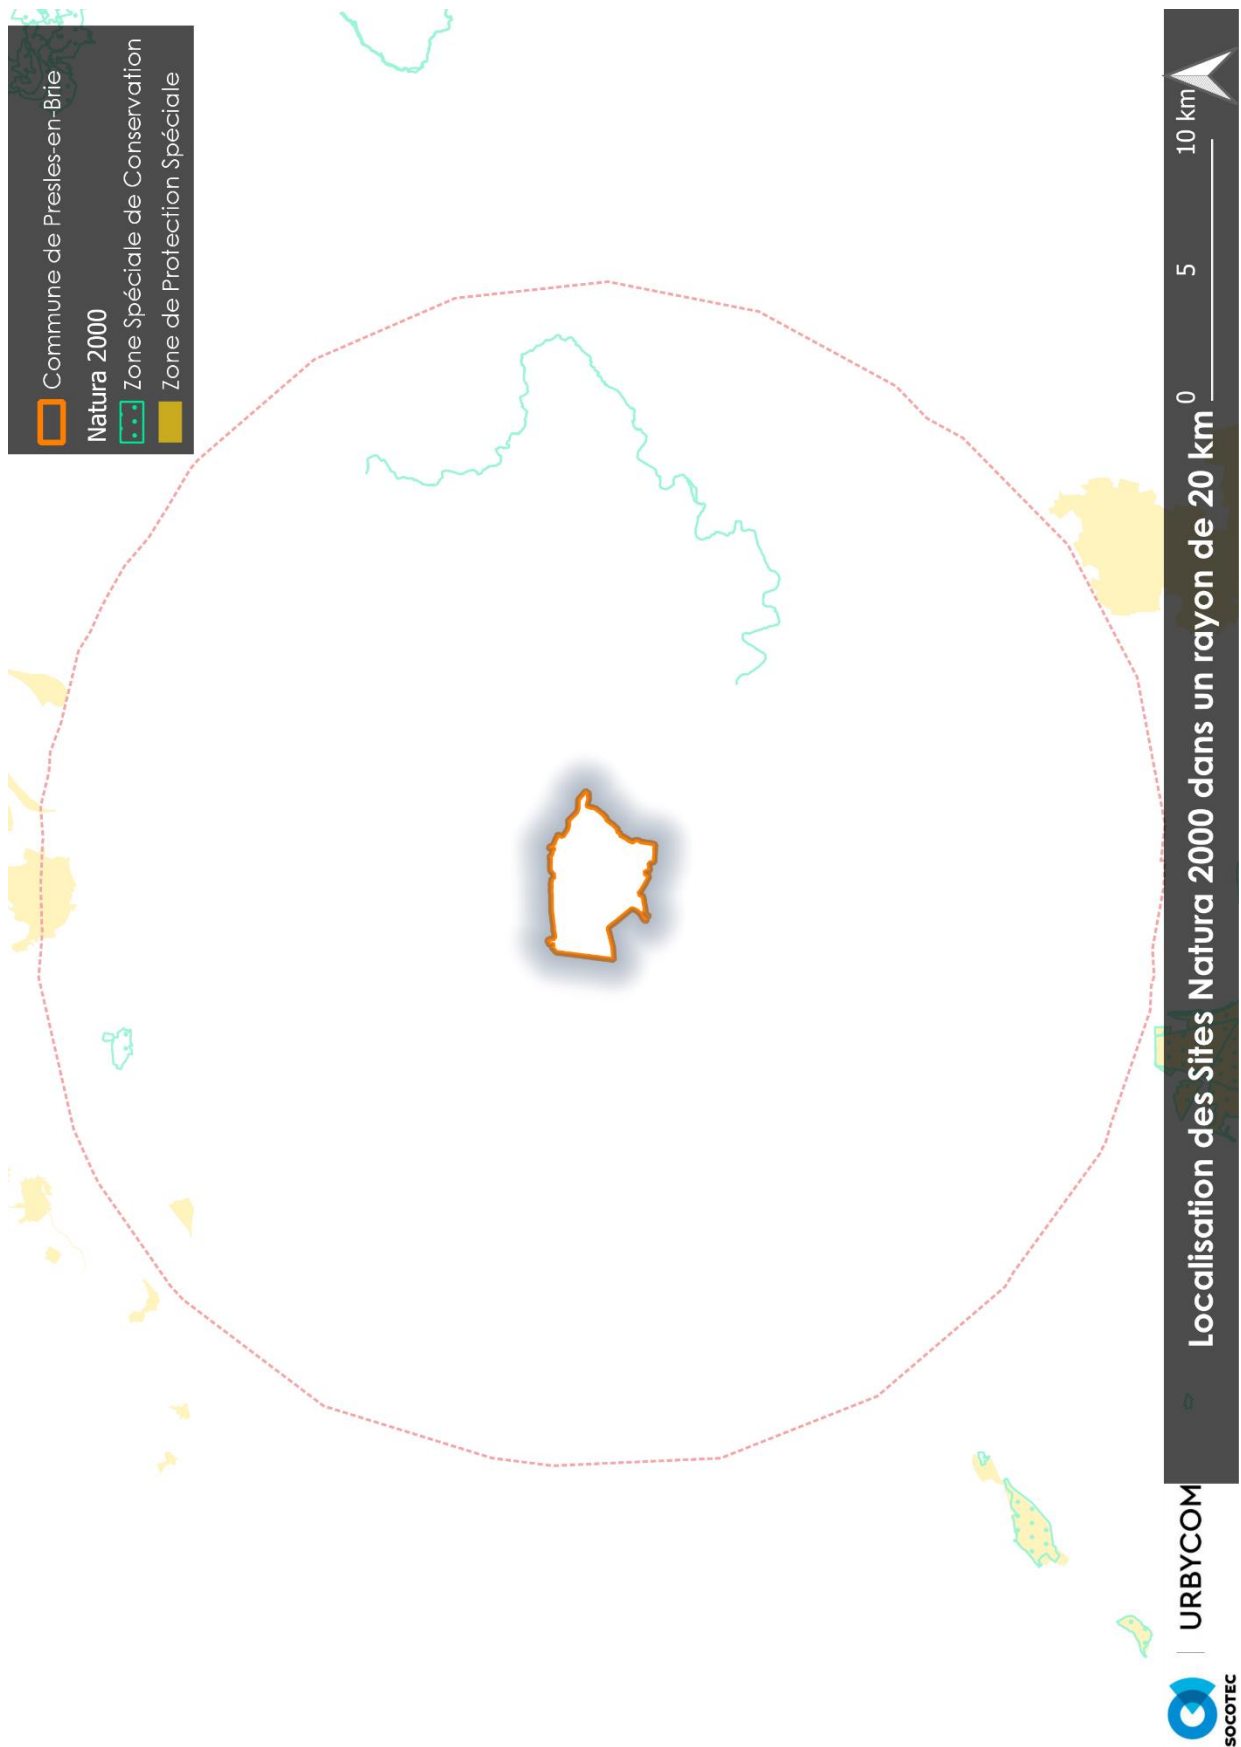 Commune de Presles-en-Brie
Natura 2000
Zone Spéciale de Conservation
Zone de Protection Spéciale
Localisation des Sites Natura 2000 dans un rayon de 20 km
0 5 10 km
SOCOTEC
URBYCOM